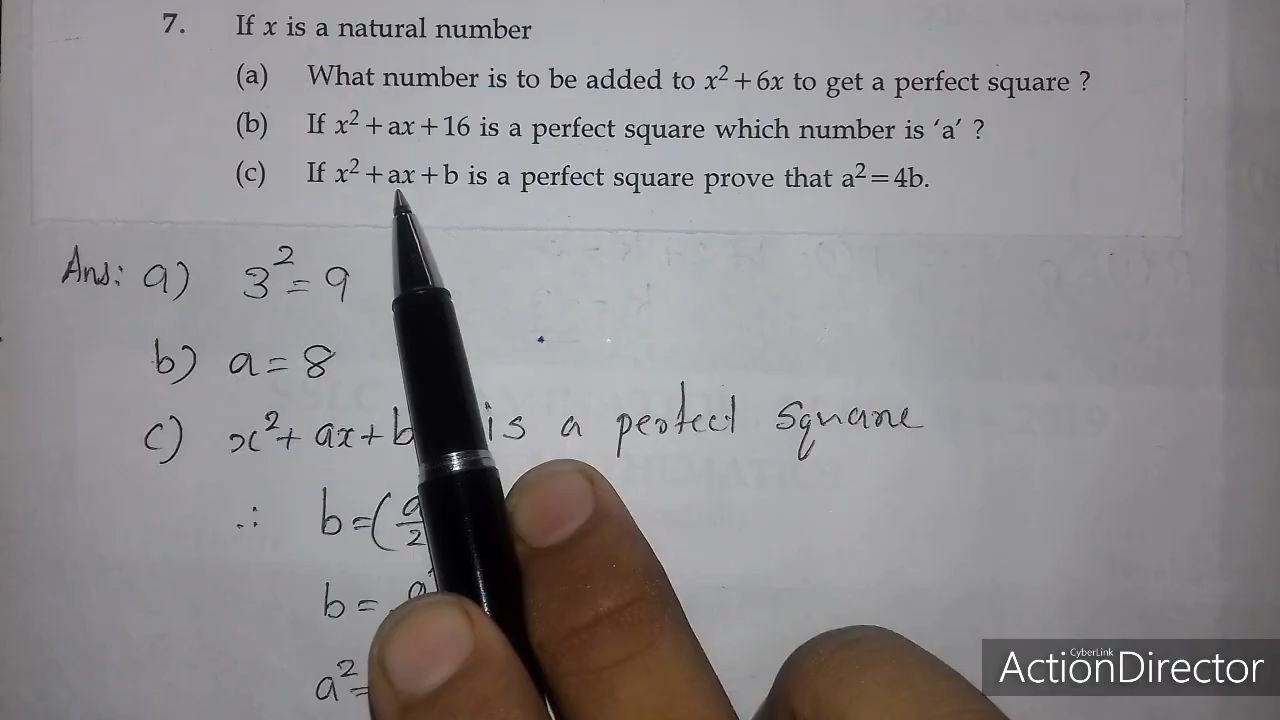 7. If x is a natural number
(a) What number is to be added to x² + 6x to get a perfect square ?
(b) If x² + ax + 16 is a perfect square which number is ‘a’ ?
(c) If x² + ax + b is a perfect square prove that a² = 4b.
Ans: a) 3² = 9
b) a = 8
c) x² + ax + b is a perfect square
∴ b = (a/2
b = a
a² =
CyberLink
ActionDirector